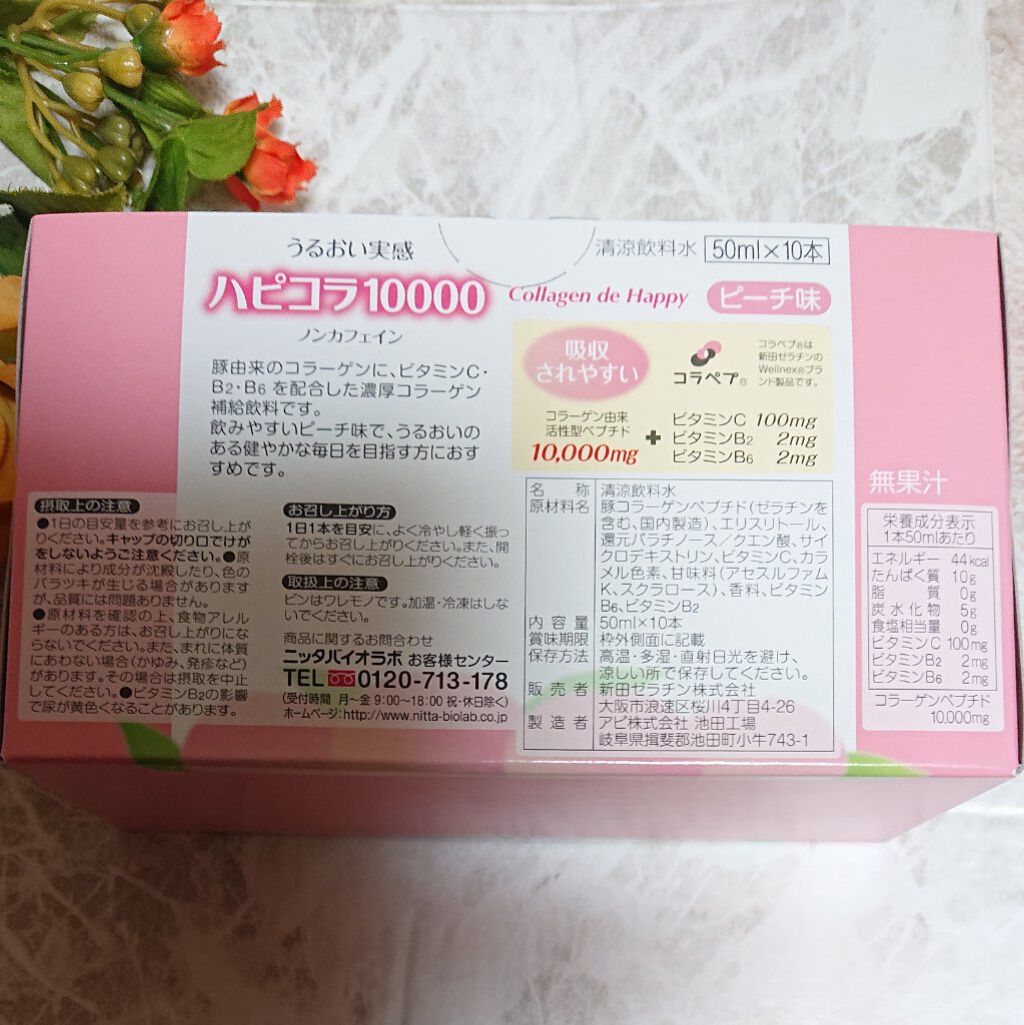 うるおい実感
清涼飲料水 50ml×10本
ハピコラ10000
Collagen de Happy
ピーチ味
ノンカフェイン
豚由来のコラーゲンに、ビタミンC・
B2・B6 を配合した濃厚コラーゲン
補給飲料です。
飲みやすいピーチ味で、うるおいの
ある健やかな毎日を目指す方におす
すめです。
吸収
されやすい
コラペプ®
コラペプ®は
新田ゼラチンの
Wellnex®ブラ
ンド製品です。
コラーゲン由来
活性型ペプチド
10,000mg
+
ビタミンC 100mg
ビタミンB2 2mg
ビタミンB6 2mg
摂取上の注意
●1日の目安量を参考にお召し上が
りください。キャップの切り口でけが
をしないようご注意ください。●原
材料により成分が沈殿したり、色の
バラツキが生じる場合があります
が、品質には問題ありません。
●原材料を確認の上、食物アレル
ギーのある方は、お召し上がりにな
らないでください。また、まれに体質
にあわない場合(かゆみ、発疹など)
があります。その場合は摂取を中止
してください。●ビタミンB2の影響
で尿が黄色くなることがあります。
お召し上がり方
1日1本を目安に、よく冷やし軽く振っ
てからお召し上がりください。また、開
栓後はすぐにお召し上がりください。
取扱上の注意
ビンはワレモノです。加温・冷凍はしな
いでください。
商品に関するお問合わせ
ニッタバイオラボ お客様センター
TEL 0120-713-178
(受付時間 月〜金 9:00〜18:00 祝・休日除く)
ホームページ:http://www.nitta-biolab.co.jp
名称 清涼飲料水
原材料名 豚コラーゲンペプチド(ゼラチンを
含む、国内製造)、エリスリトール、
還元パラチノース/クエン酸、サイ
クロデキストリン、ビタミンC、カラ
メル色素、甘味料(アセスルファム
K、スクラロース)、香料、ビタミン
B6、ビタミンB2
内容量 50ml×10本
賞味期限 枠外側面に記載
保存方法 高温・多湿・直射日光を避け、
涼しい所で保存してください。
販売者 新田ゼラチン株式会社
大阪市浪速区桜川4丁目4-26
製造者 アピ株式会社 池田工場
岐阜県揖斐郡池田町小牛743-1
無果汁
栄養成分表示
1本50mlあたり
エネルギー 44kcal
たんぱく質 10g
脂質 0g
炭水化物 5g
食塩相当量 0g
ビタミンC 100mg
ビタミンB2 2mg
ビタミンB6 2mg
コラーゲンペプチド
10,000mg